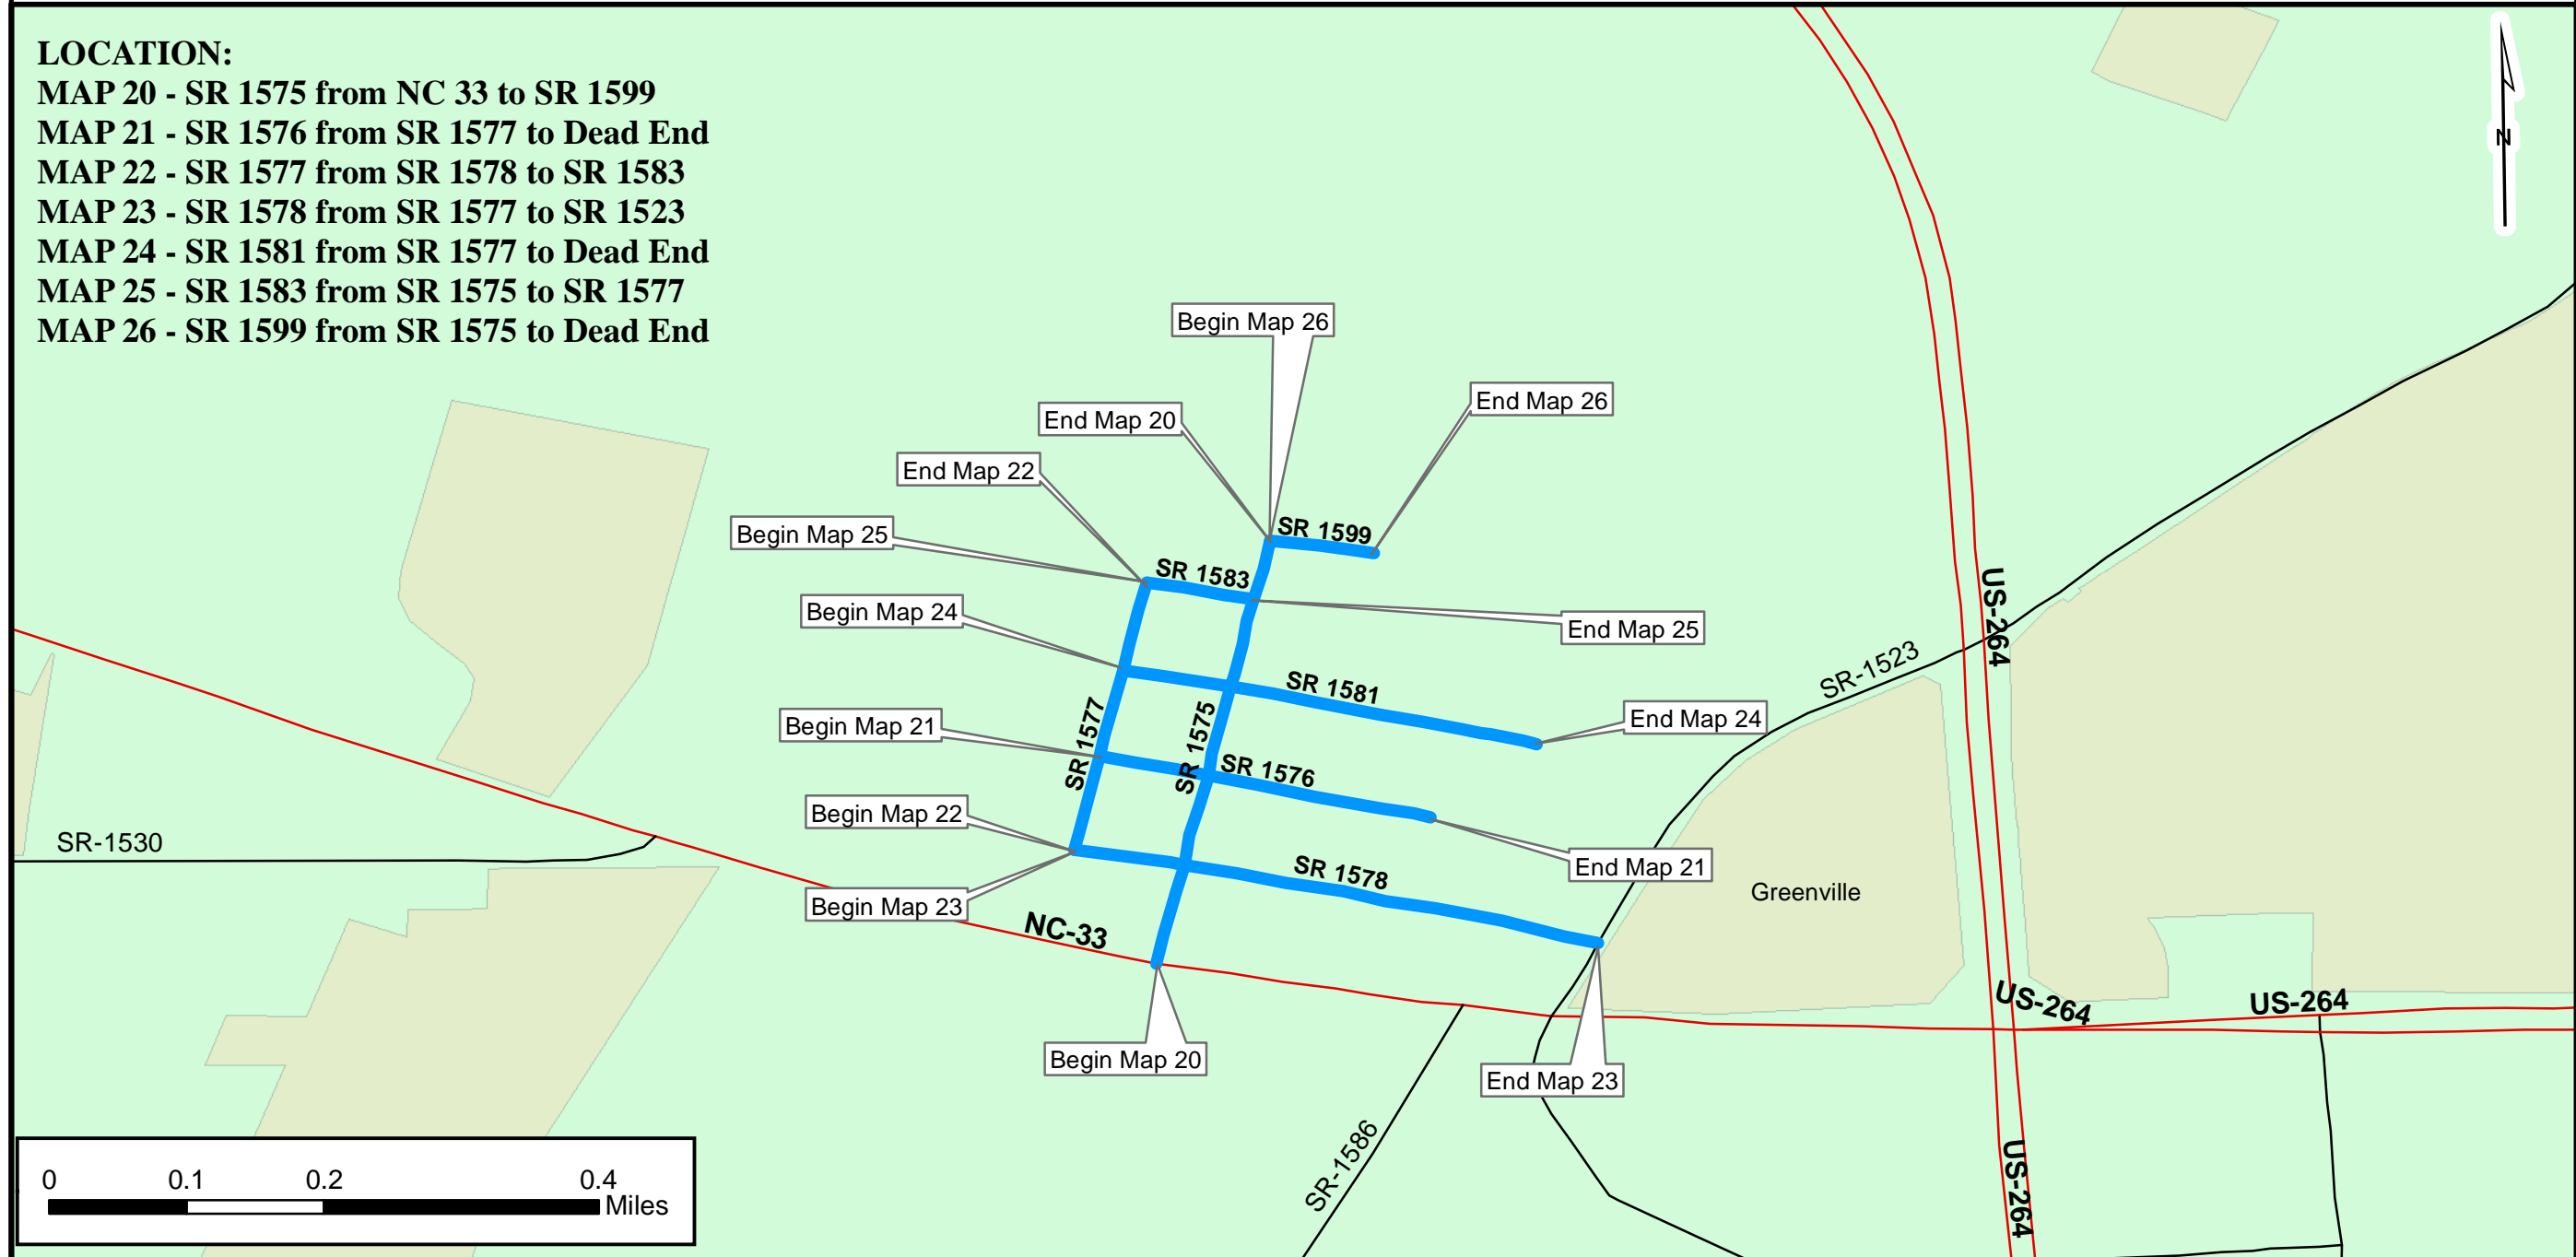 LOCATION:
MAP 20 - SR 1575 from NC 33 to SR 1599
MAP 21 - SR 1576 from SR 1577 to Dead End
MAP 22 - SR 1577 from SR 1578 to SR 1583
MAP 23 - SR 1578 from SR 1577 to SR 1523
MAP 24 - SR 1581 from SR 1577 to Dead End
MAP 25 - SR 1583 from SR 1575 to SR 1577
MAP 26 - SR 1599 from SR 1575 to Dead End
N
Begin Map 26
End Map 26
End Map 20
End Map 22
Begin Map 25
SR 1599
SR 1583
Begin Map 24
End Map 25
US-264
SR-1523
SR 1581
End Map 24
Begin Map 21
SR 1577
SR 1575
SR 1576
Begin Map 22
SR-1530
End Map 21
SR 1578
Greenville
Begin Map 23
NC-33
US-264
US-264
Begin Map 20
End Map 23
SR-1586
US-264
0 0.1 0.2 0.4
Miles